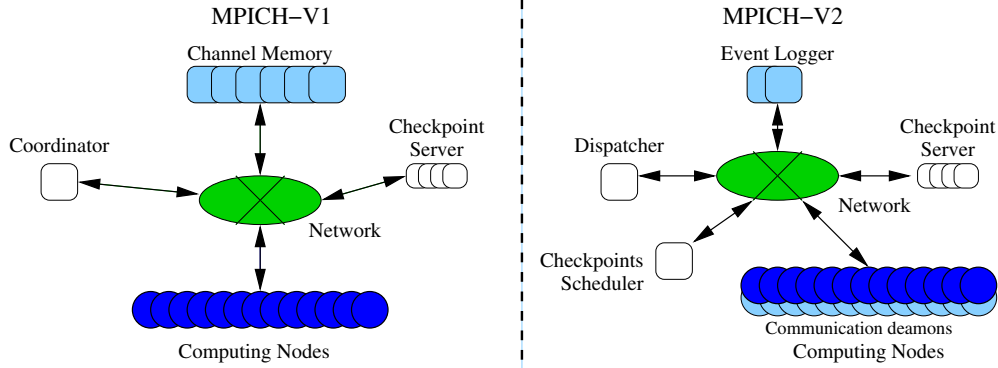 MPICH−V1
Channel Memory
Coordinator
Checkpoint
Server
Network
Computing Nodes
MPICH−V2
Event Logger
Dispatcher
Checkpoint
Server
Network
Checkpoints
Scheduler
Communication deamons
Computing Nodes